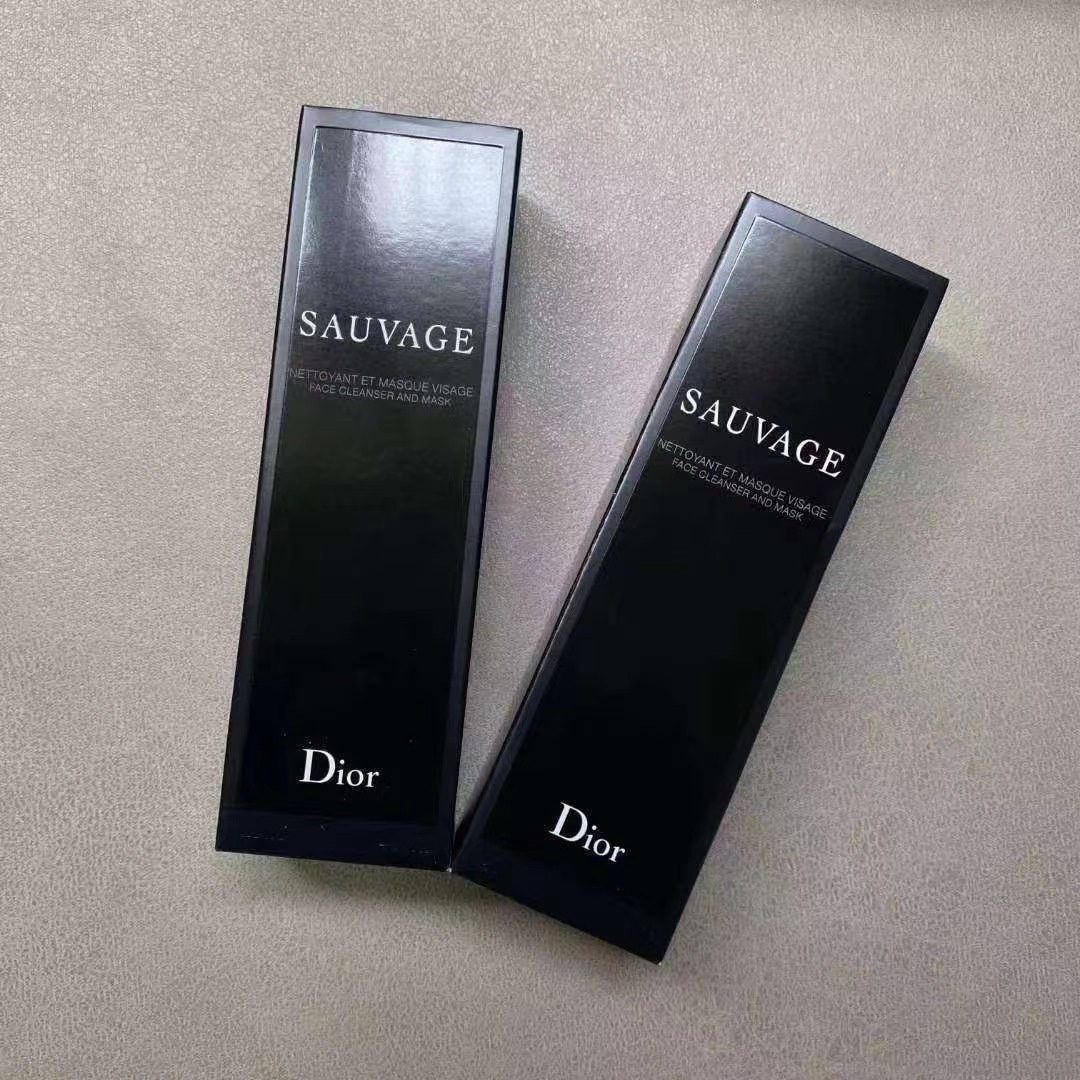 SAUVAGE
NETTOYANT ET MASQUE VISAGE
FACE CLEANSER AND MASK
Dior
SAUVAGE
NETTOYANT ET MASQUE VISAGE
FACE CLEANSER AND MASK
Dior